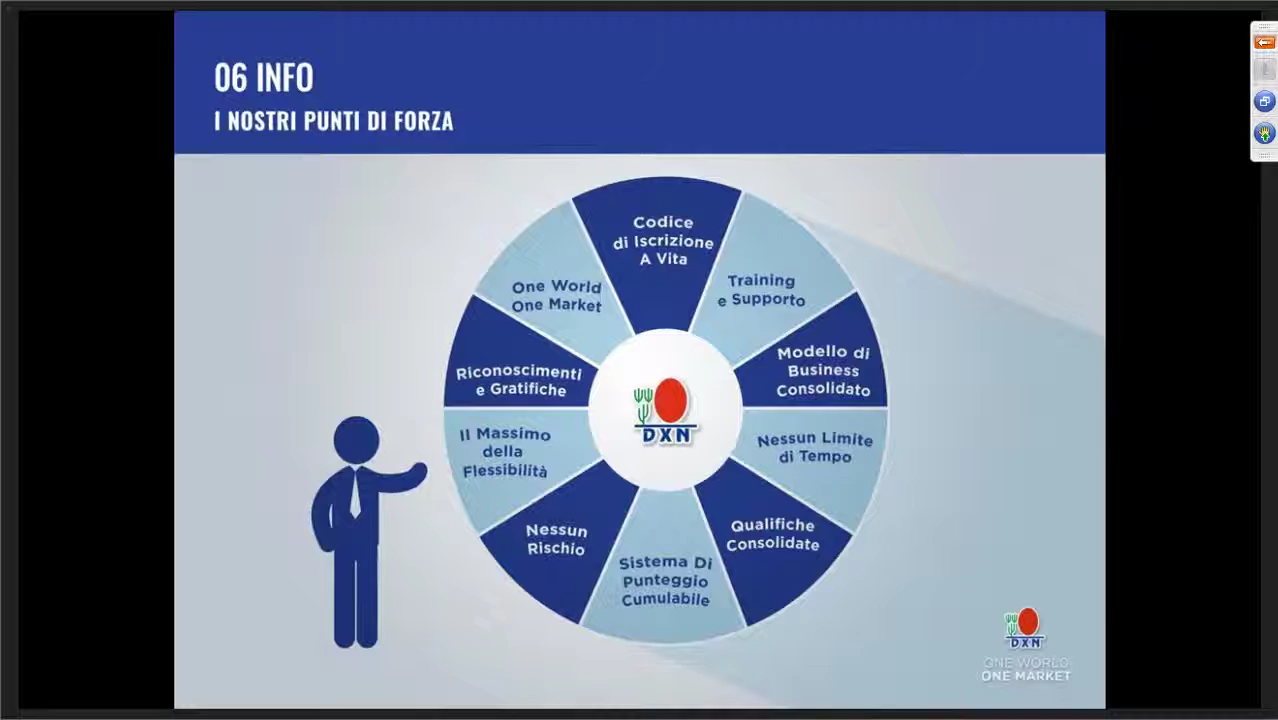 06 INFO
I NOSTRI PUNTI DI FORZA
Codice
di Iscrizione
A Vita
Training
e Supporto
Modello di
Business
Consolidato
Nessun Limite
di Tempo
Qualifiche
Consolidate
Sistema Di
Punteggio
Cumulabile
Nessun
Rischio
Il Massimo
della
Flessibilità
Riconoscimenti
e Gratifiche
One World
One Market
DXN
DXN
ONE WORLD
ONE MARKET